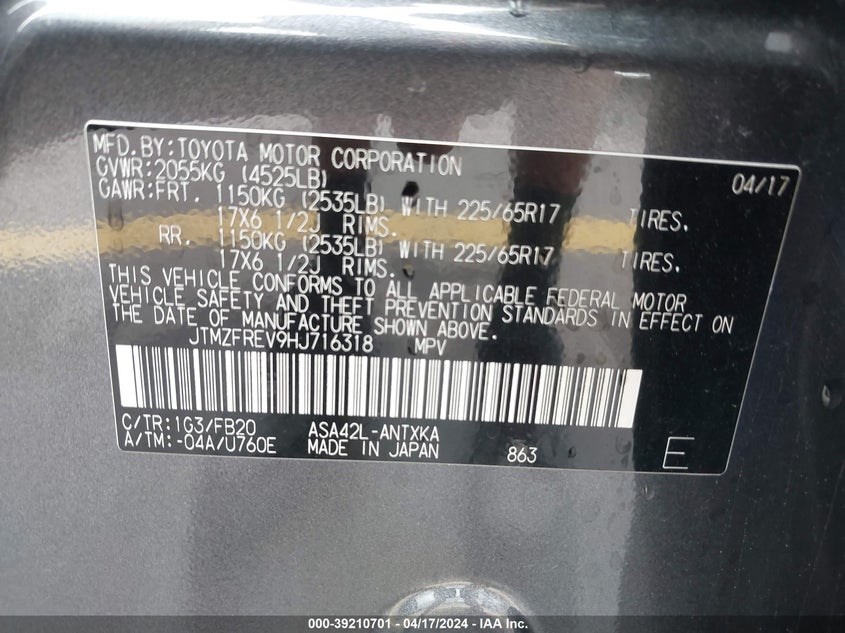 MFD.BY:TOYOTA MOTOR CORPORATION 04/17
GVWR:2055KG (4525LB)
GAWR:FRT. 1150KG (2535LB) WITH 225/65R17 TIRES.
17X6 1/2J RIMS.
RR. 1150KG (2535LB) WITH 225/65R17 TIRES.
17X6 1/2J RIMS.
THIS VEHICLE CONFORMS TO ALL APPLICABLE FEDERAL MOTOR
VEHICLE SAFETY AND THEFT PREVENTION STANDARDS IN EFFECT ON
THE DATE OF MANUFACTURE SHOWN ABOVE.
JTMZFREV9HJ716318 MPV
C/TR:1G3/FB20 ASA42L-ANTXKA
A/TM:-04A/U760E MADE IN JAPAN 863 E
000-39210701 - 04/17/2024 - IAA Inc.